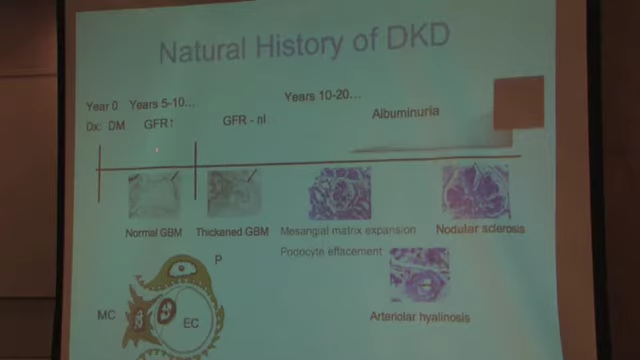 Natural History of DKD
Year 0 Years 5-10... Years 10-20...
Dx: DM GFR↑ GFR - nl Albuminuria
Normal GBM Thickened GBM Mesangial matrix expansion Nodular sclerosis
Podocyte effacement
P
MC EC Arteriolar hyalinosis